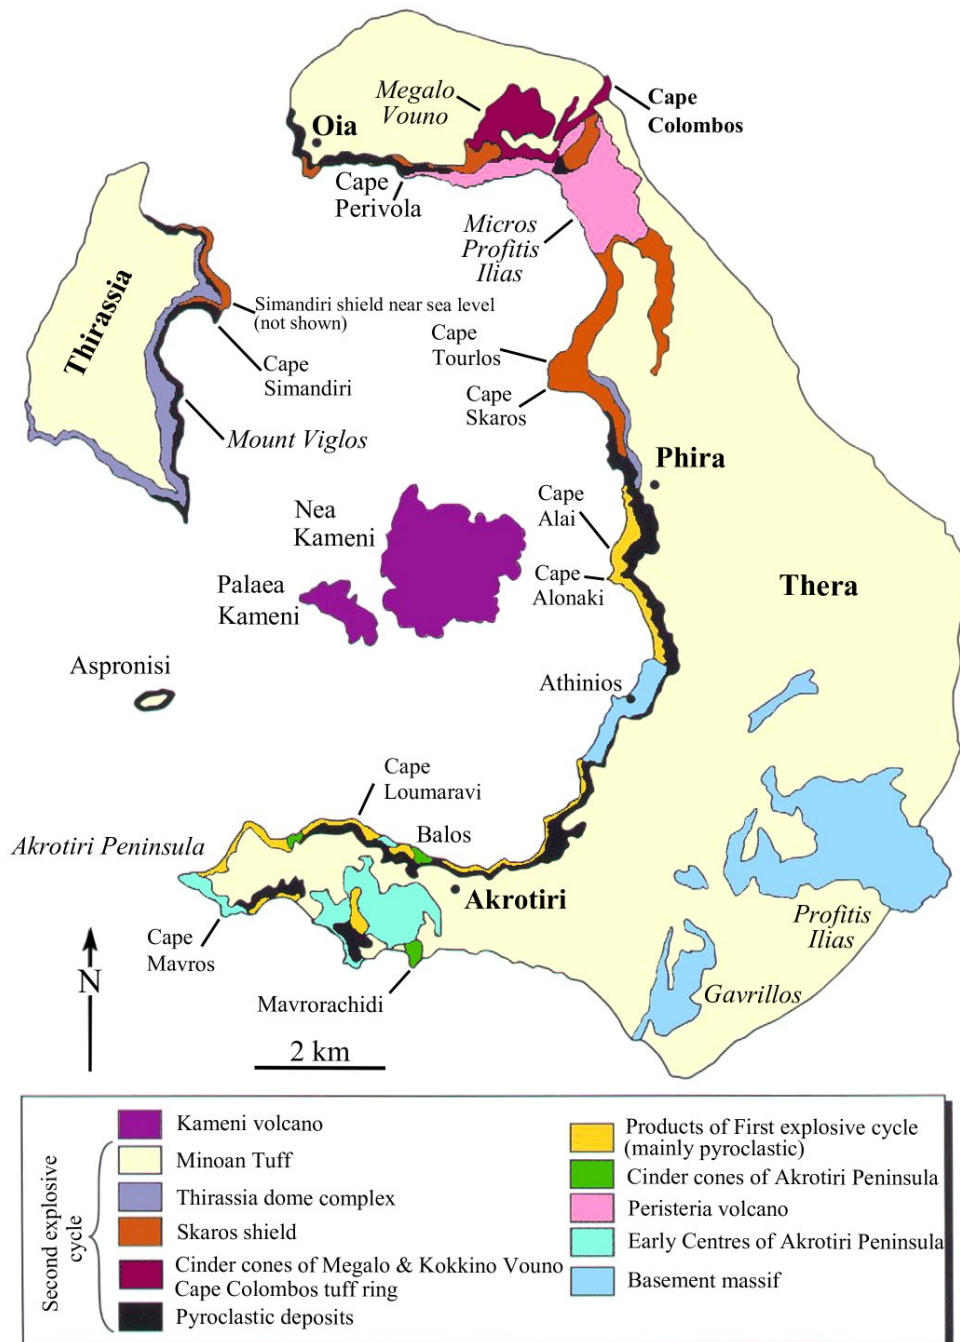 Megalo
Vouno
Cape
Colombos
Oia
Cape
Perivola
Micros
Profitis
Ilias
Thirassia
Simandiri shield near sea level
(not shown)
Cape
Tourlos
Cape
Simandiri
Cape
Skaros
Mount Viglos
Phira
Nea
Kameni
Cape
Alai
Palaea
Kameni
Cape
Alonaki
Thera
Aspronisi
Athinios
Cape
Loumaravi
Balos
Akrotiri Peninsula
Akrotiri
Profitis
Ilias
Cape
Mavros
N
Mavrorachidi
Gavrillos
2 km
Second explosive
cycle
Kameni volcano
Minoan Tuff
Thirassia dome complex
Skaros shield
Cinder cones of Megalo & Kokkino Vouno
Cape Colombos tuff ring
Pyroclastic deposits
Products of First explosive cycle
(mainly pyroclastic)
Cinder cones of Akrotiri Peninsula
Peristeria volcano
Early Centres of Akrotiri Peninsula
Basement massif